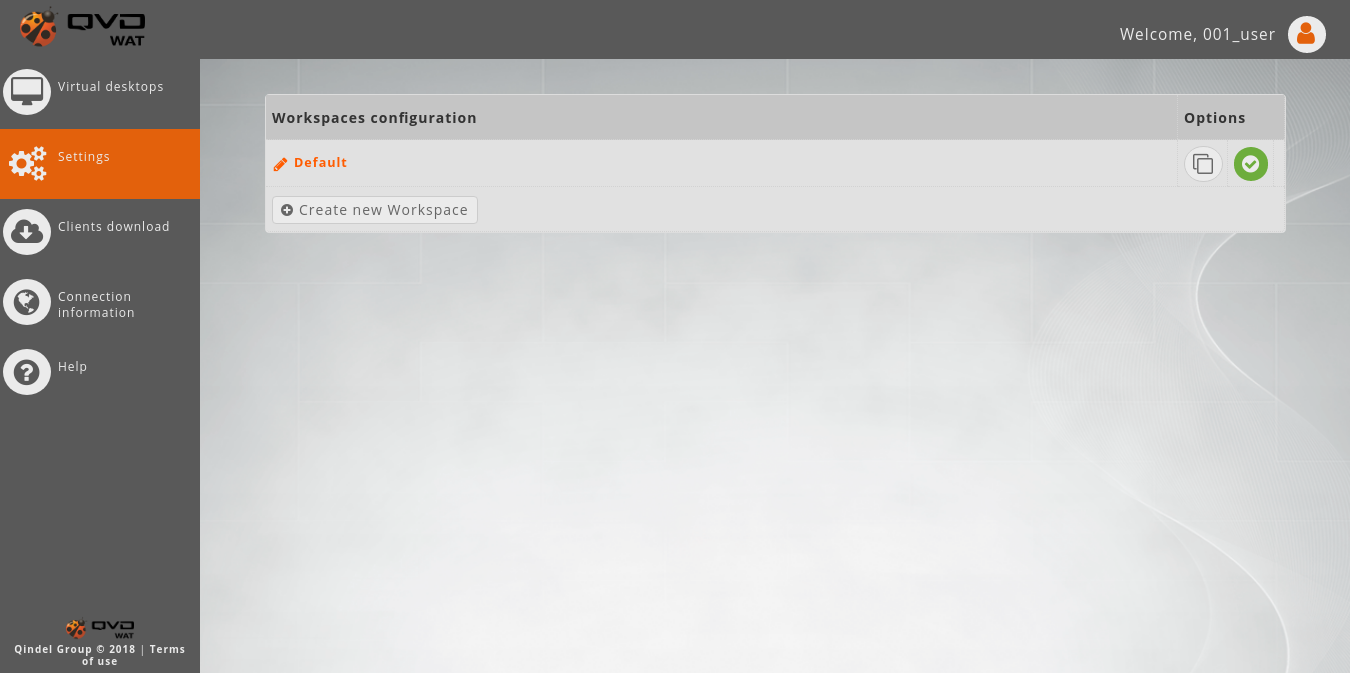 QVD
WAT
Welcome, 001_user
Virtual desktops
Settings
Clients download
Connection
information
Help
Workspaces configuration
Options
Default
Create new Workspace
QVD
WAT
Qindel Group © 2018 | Terms
of use